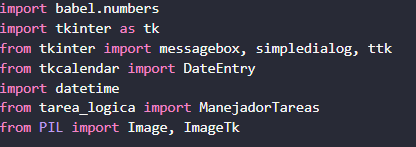 import babel.numbers
import tkinter as tk
from tkinter import messagebox, simpledialog, ttk
from tkcalendar import DateEntry
import datetime
from tarea_logica import ManejadorTareas
from PIL import Image, ImageTk